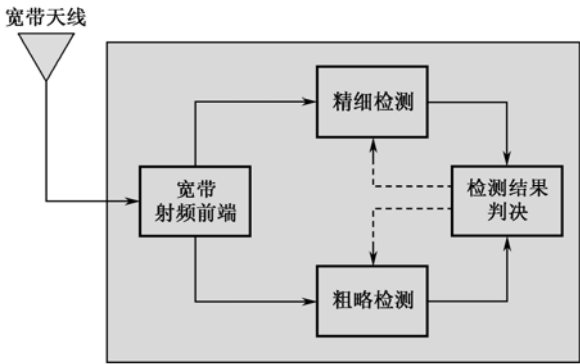 宽带天线
精细检测
宽带
射频前端
检测结果
判决
粗略检测